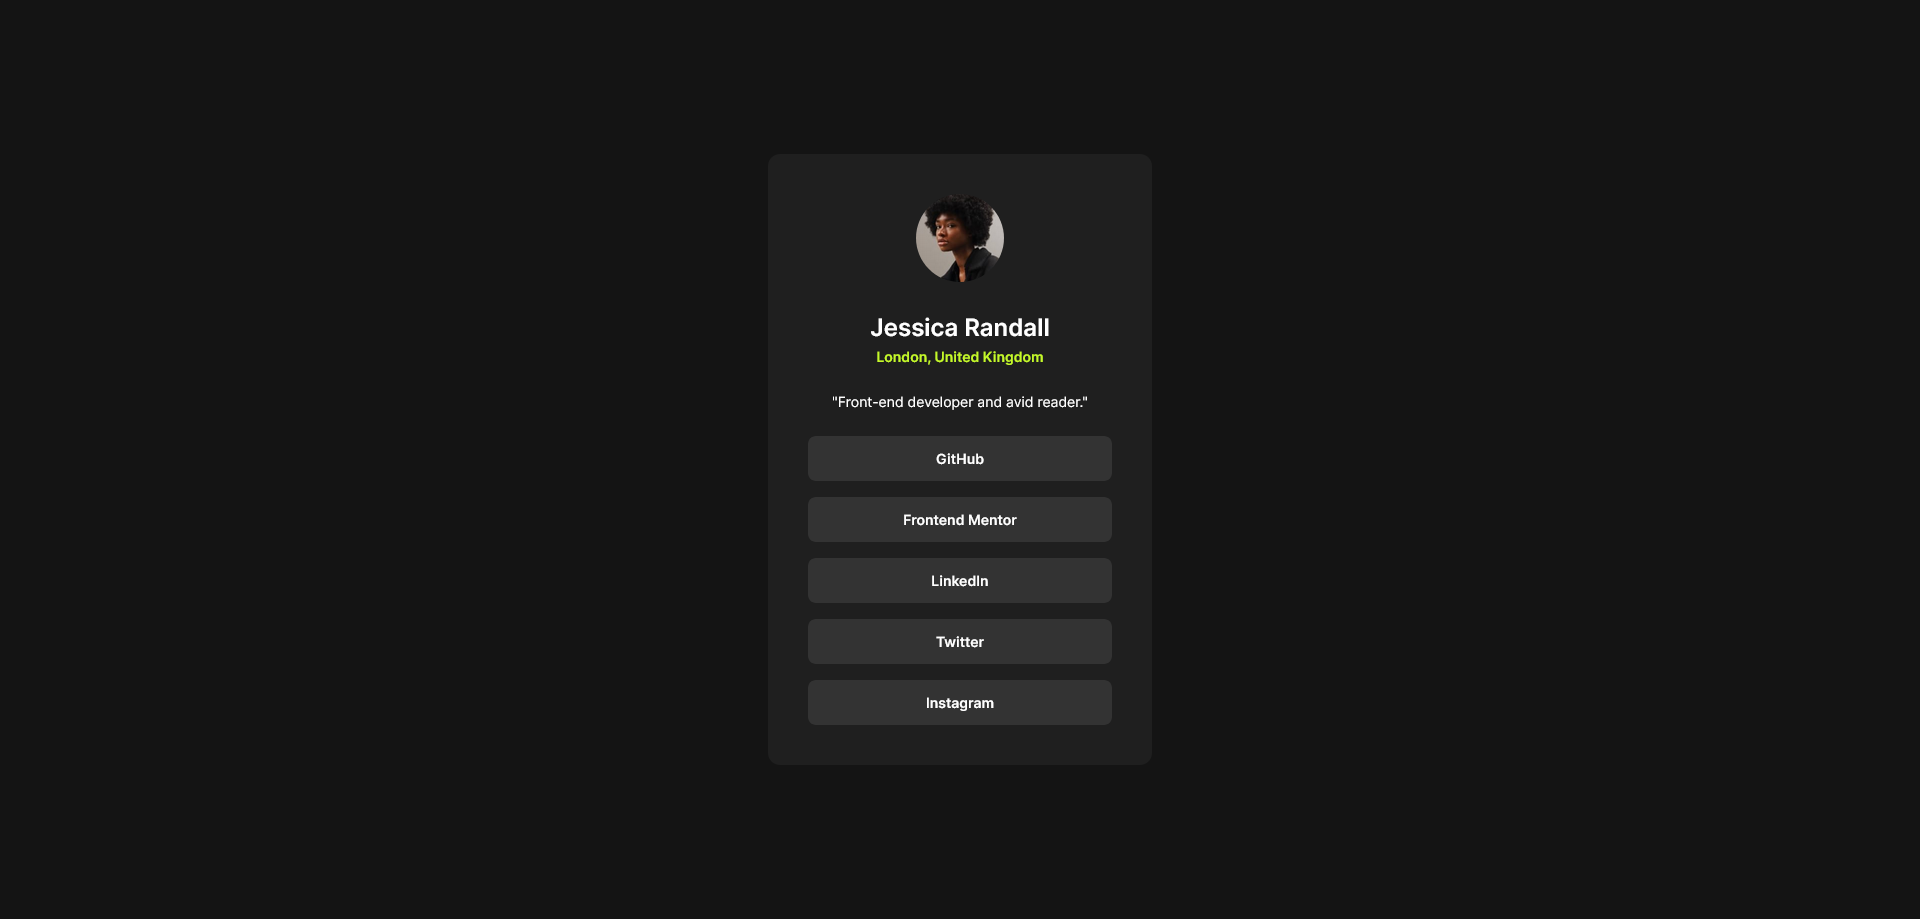 Jessica Randall
London, United Kingdom
"Front-end developer and avid reader."
GitHub
Frontend Mentor
LinkedIn
Twitter
Instagram